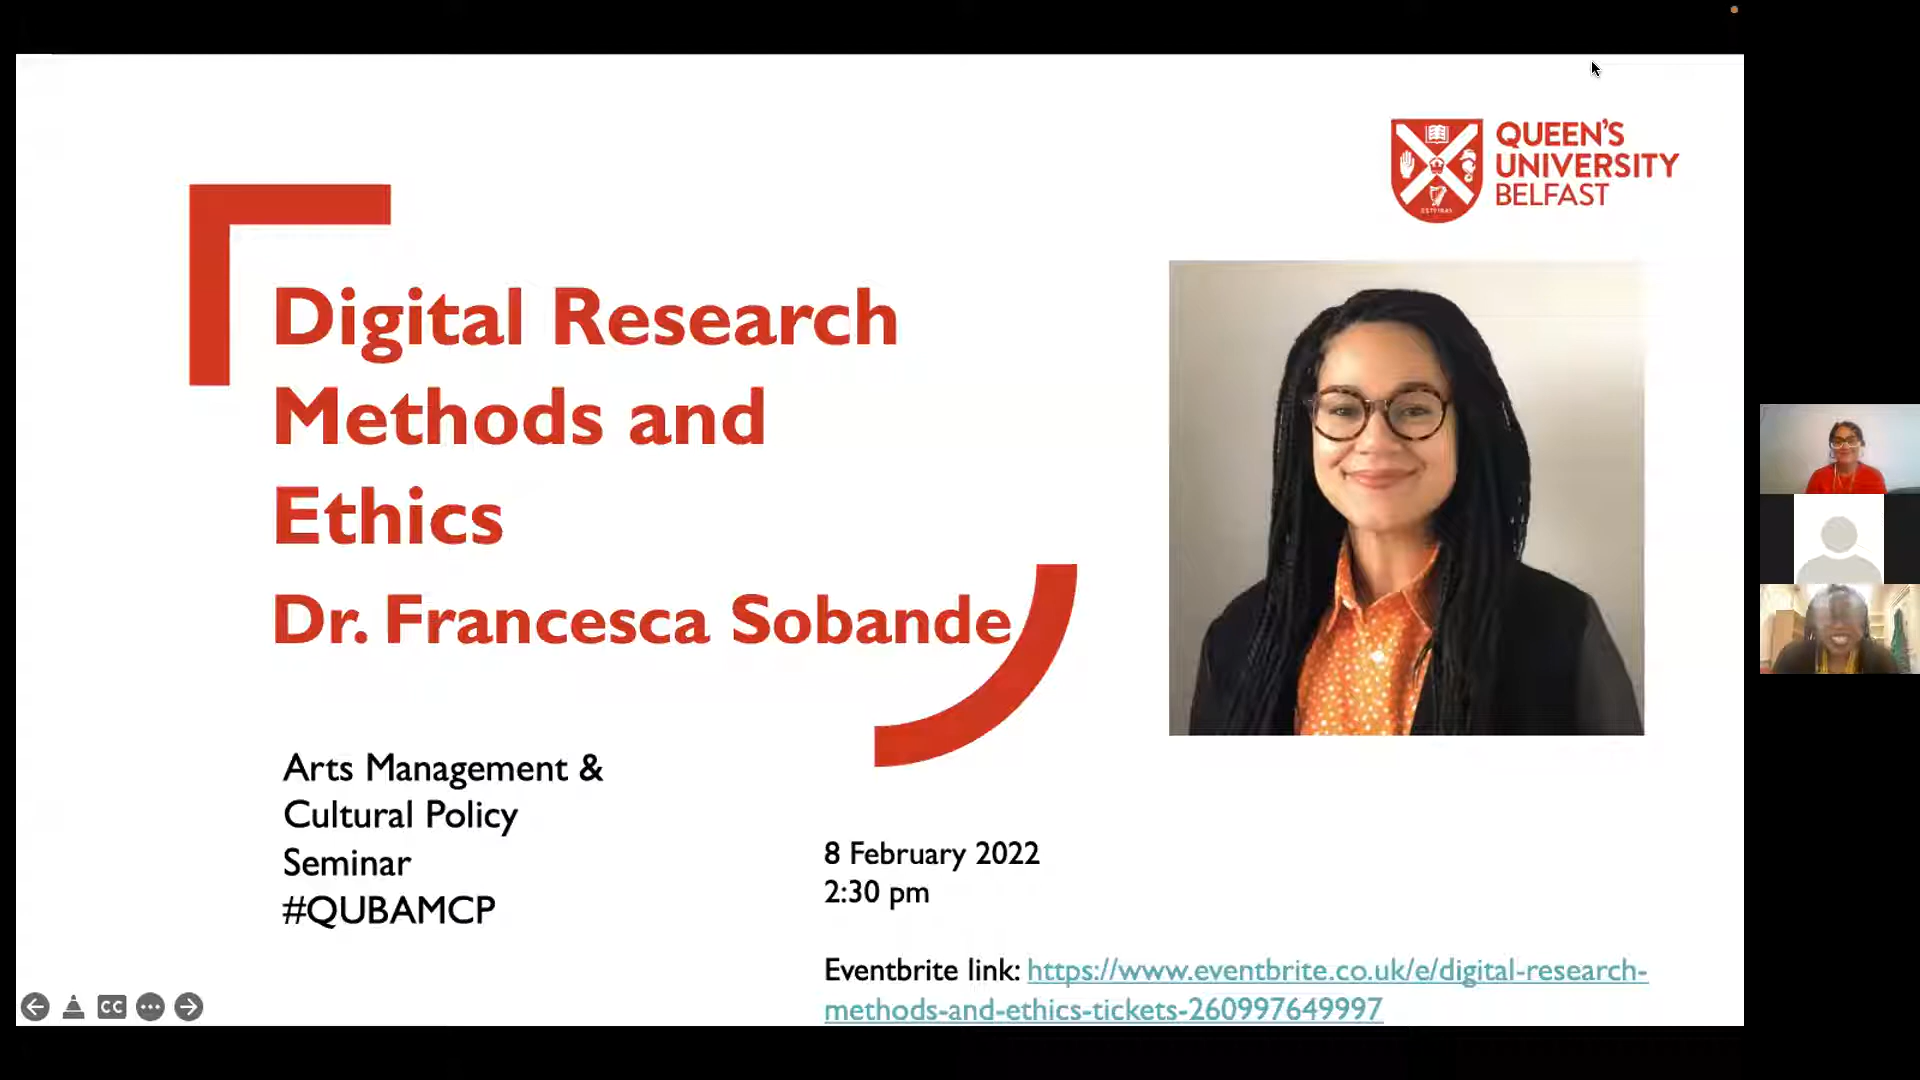 QUEEN'S
UNIVERSITY
BELFAST
Digital Research
Methods and
Ethics
Dr. Francesca Sobande
Arts Management &
Cultural Policy
Seminar
#QUBAMCP
8 February 2022
2:30 pm
Eventbrite link: https://www.eventbrite.co.uk/e/digital-research-
methods-and-ethics-tickets-260997649997
CC